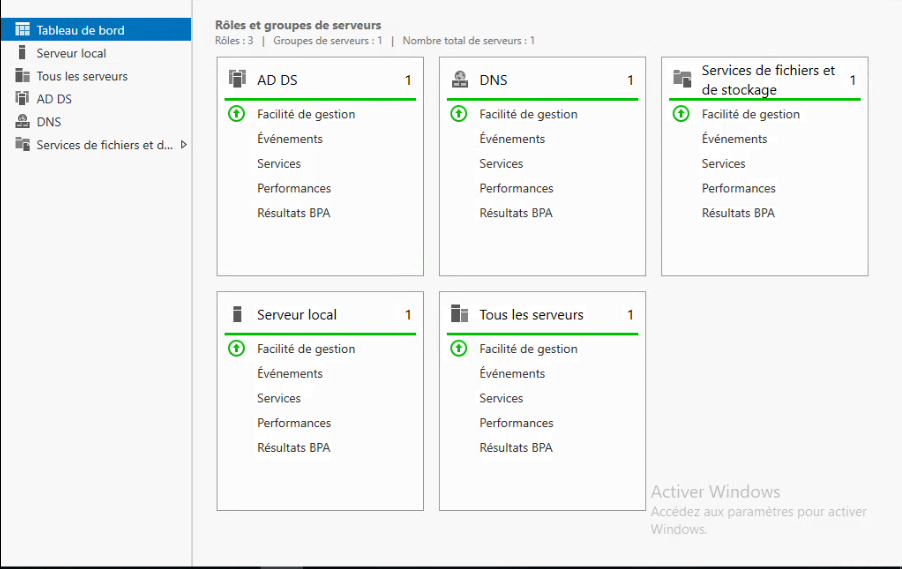 Tableau de bord
Serveur local
Tous les serveurs
AD DS
DNS
Services de fichiers et d...
Rôles et groupes de serveurs
Rôles : 3 | Groupes de serveurs : 1 | Nombre total de serveurs : 1
AD DS 1
Facilité de gestion
Événements
Services
Performances
Résultats BPA
DNS 1
Facilité de gestion
Événements
Services
Performances
Résultats BPA
Services de fichiers et
de stockage 1
Facilité de gestion
Événements
Services
Performances
Résultats BPA
Serveur local 1
Facilité de gestion
Événements
Services
Performances
Résultats BPA
Tous les serveurs 1
Facilité de gestion
Événements
Services
Performances
Résultats BPA
Activer Windows
Accédez aux paramètres pour activer
Windows.